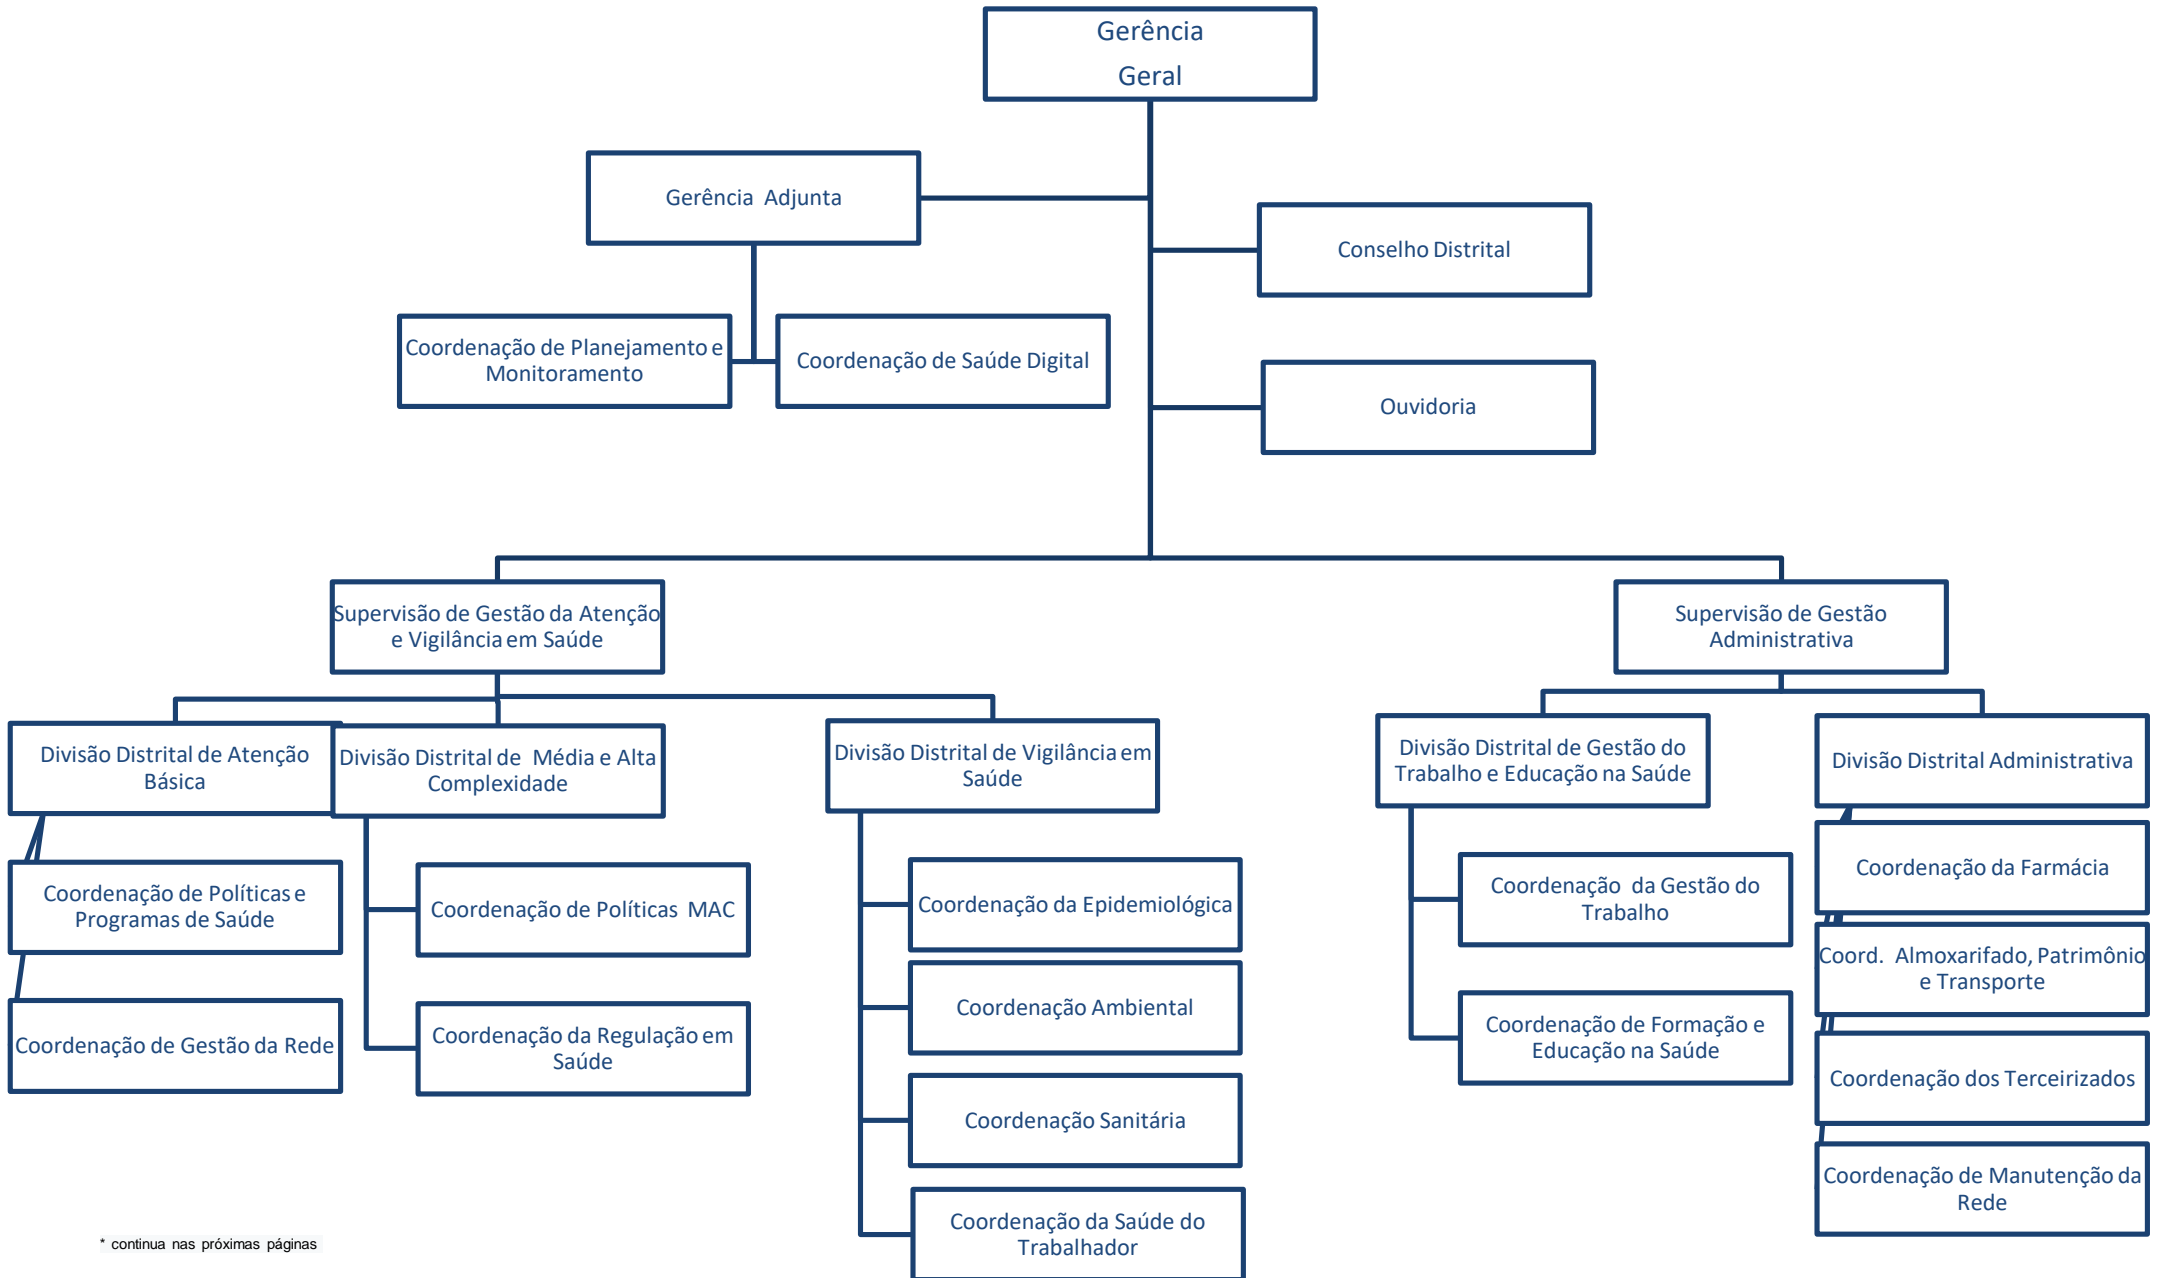 Gerência
Geral
Gerência Adjunta
Conselho Distrital
Coordenação de Planejamento e
Monitoramento
Coordenação de Saúde Digital
Ouvidoria
Supervisão de Gestão da Atenção
e Vigilância em Saúde
Supervisão de Gestão
Administrativa
Divisão Distrital de Atenção
Básica
Divisão Distrital de Média e Alta
Complexidade
Divisão Distrital de Vigilância em
Saúde
Divisão Distrital de Gestão do
Trabalho e Educação na Saúde
Divisão Distrital Administrativa
Coordenação de Políticas e
Programas de Saúde
Coordenação de Gestão da Rede
Coordenação de Políticas MAC
Coordenação da Regulação em
Saúde
Coordenação da Epidemiológica
Coordenação Ambiental
Coordenação Sanitária
Coordenação da Saúde do
Trabalhador
Coordenação da Gestão do
Trabalho
Coordenação de Formação e
Educação na Saúde
Coordenação da Farmácia
Coord. Almoxarifado, Patrimônio
e Transporte
Coordenação dos Terceirizados
Coordenação de Manutenção da
Rede
* continua nas próximas páginas